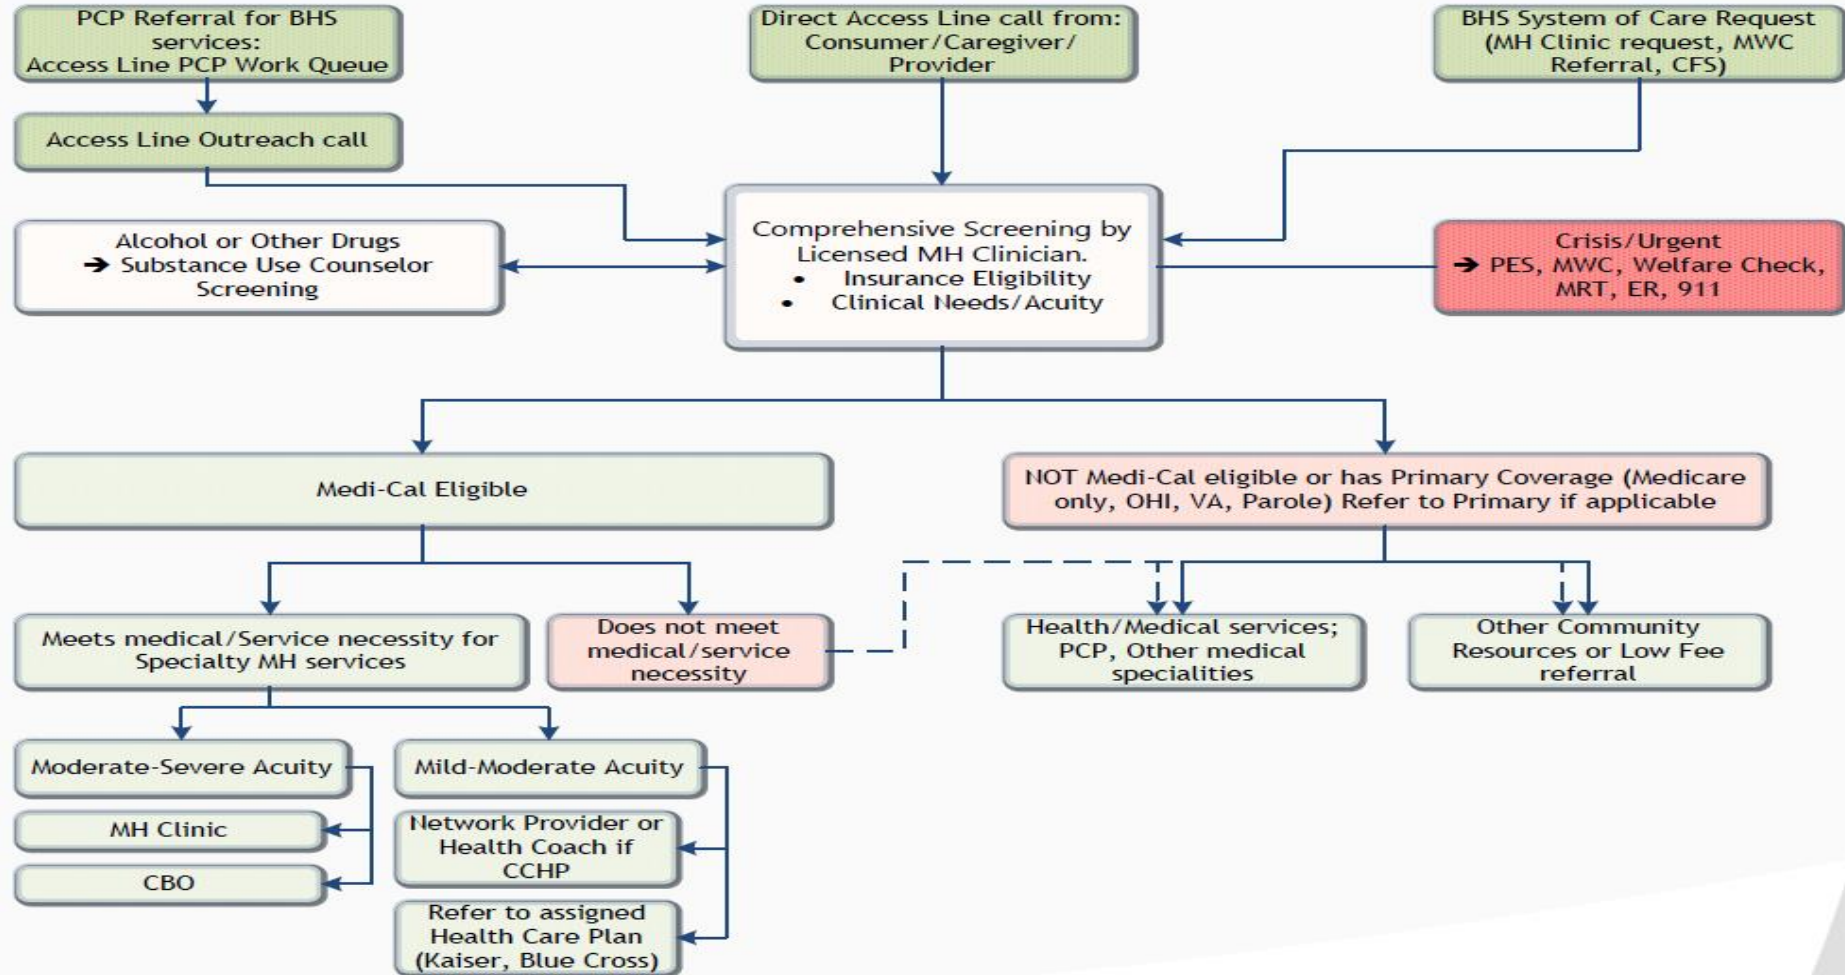 PCP Referral for BHS
services:
Access Line PCP Work Queue
Direct Access Line call from:
Consumer/Caregiver/
Provider
BHS System of Care Request
(MH Clinic request, MWC
Referral, CFS)
Access Line Outreach call
Alcohol or Other Drugs
➔ Substance Use Counselor
Screening
Comprehensive Screening by
Licensed MH Clinician.
• Insurance Eligibility
• Clinical Needs/Acuity
Crisis/Urgent
➔ PES, MWC, Welfare Check,
MRT, ER, 911
Medi-Cal Eligible
NOT Medi-Cal eligible or has Primary Coverage (Medicare
only, OHI, VA, Parole) Refer to Primary if applicable
Meets medical/Service necessity for
Specialty MH services
Does not meet
medical/service
necessity
Health/Medical services;
PCP, Other medical
specialities
Other Community
Resources or Low Fee
referral
Moderate-Severe Acuity
MH Clinic
CBO
Mild-Moderate Acuity
Network Provider or
Health Coach if
CCHP
Refer to assigned
Health Care Plan
(Kaiser, Blue Cross)